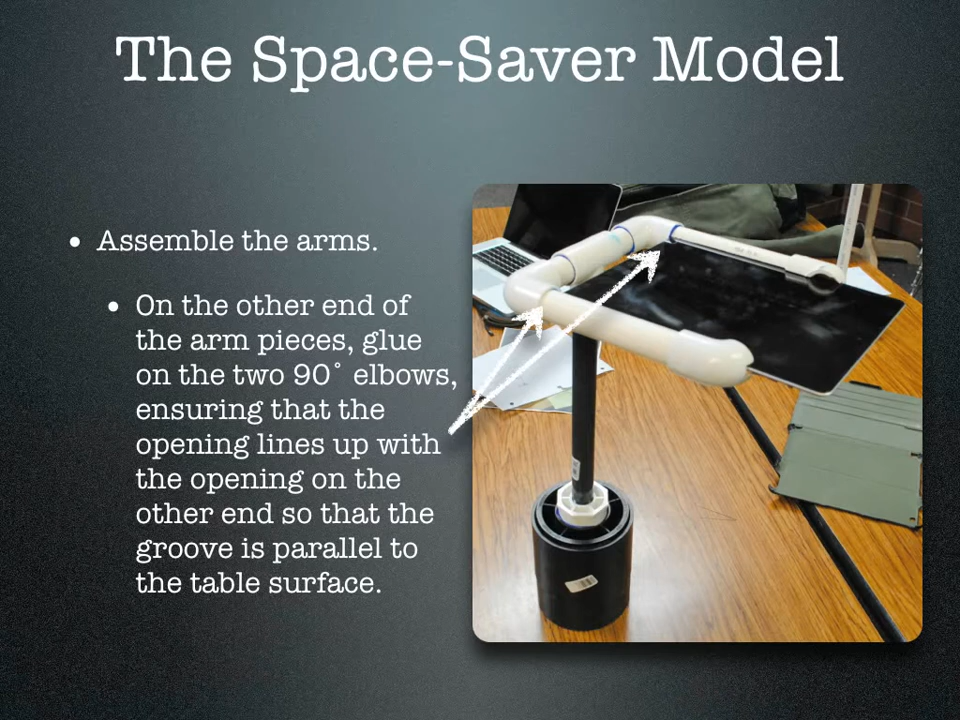 The Space-Saver Model
• Assemble the arms.
• On the other end of
the arm pieces, glue
on the two 90° elbows,
ensuring that the
opening lines up with
the opening on the
other end so that the
groove is parallel to
the table surface.